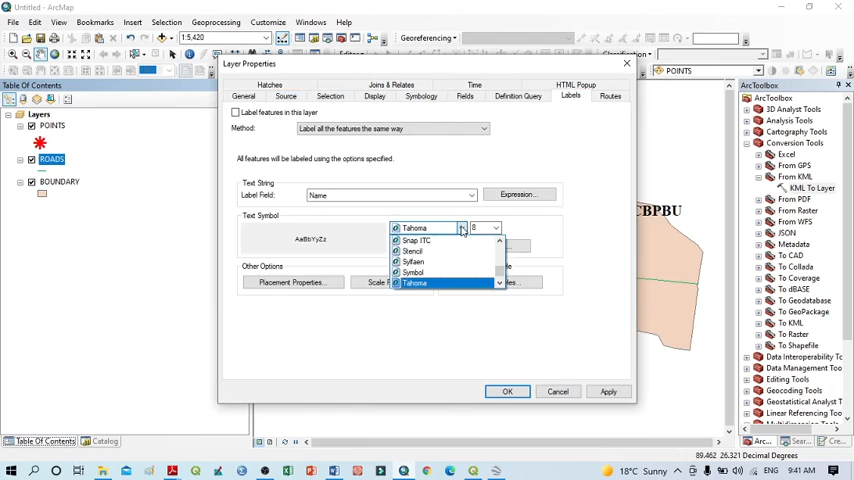 Untitled - ArcMap
File Edit View Bookmarks Insert Selection Geoprocessing Customize Windows Help
1:5,420
Georeferencing
POINTS
Table Of Contents
Layers
POINTS
ROADS
BOUNDARY
Table Of Contents Catalog
Layer Properties
Hatches Joins & Relates Time HTML Popup
General Source Selection Display Symbology Fields Definition Query Labels Routes
Label features in this layer
Method: Label all the features the same way
All features will be labeled using the options specified.
Text String
Label Field: Name Expression...
Text Symbol
AaBbYyZz
Tahoma 8
Snap ITC
Stencil
Sylfaen
Symbol
Tahoma
Other Options
Placement Properties...
OK Cancel Apply
CBPBU
ArcToolbox
ArcToolbox
3D Analyst Tools
Analysis Tools
Cartography Tools
Conversion Tools
Excel
From GPS
From KML
KML To Layer
From PDF
From Raster
From WFS
JSON
Metadata
To CAD
To Collada
To Coverage
To dBASE
To Geodatabase
To GeoPackage
To KML
To Raster
To Shapefile
Data Interoperability To
Data Management Tool
Editing Tools
Geocoding Tools
Geostatistical Analyst
Linear Referencing Too
Arc... Sear... Cre...
89.462 26.321 Decimal Degrees
18°C Sunny ENG 9:41 AM